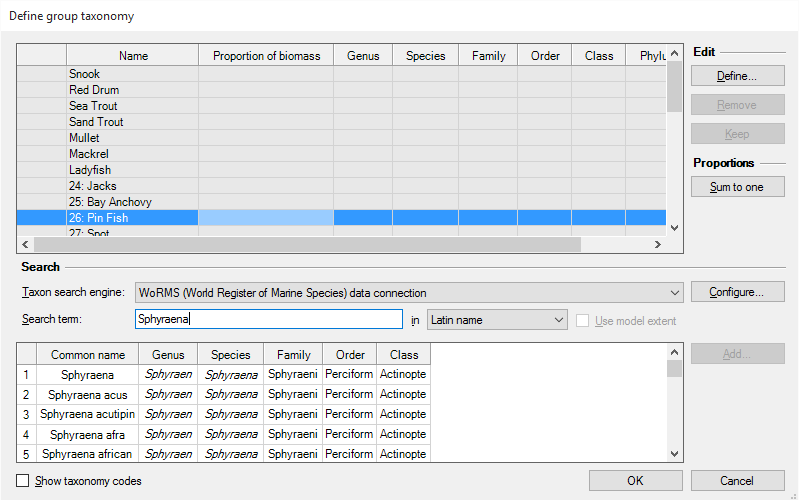 Define group taxonomy
Name Proportion of biomass Genus Species Family Order Class Phylu
Edit
Snook
Define...
Red Drum
Sea Trout
Remove
Sand Trout
Mullet
Keep
Mackrel
Ladyfish
Proportions
24: Jacks
Sum to one
25: Bay Anchovy
26: Pin Fish
27: Spot
Search
Taxon search engine: WoRMS (World Register of Marine Species) data connection Configure...
Search term: Sphyraena in Latin name Use model extent
Common name Genus Species Family Order Class Add...
1 Sphyraena Sphyraen Sphyraena Sphyraeni Perciform Actinopte
2 Sphyraena acus Sphyraen Sphyraena Sphyraeni Perciform Actinopte
3 Sphyraena acutipin Sphyraen Sphyraena Sphyraeni Perciform Actinopte
4 Sphyraena afra Sphyraen Sphyraena Sphyraeni Perciform Actinopte
5 Sphyraena african Sphyraen Sphyraena Sphyraeni Perciform Actinopte
Show taxonomy codes OK Cancel